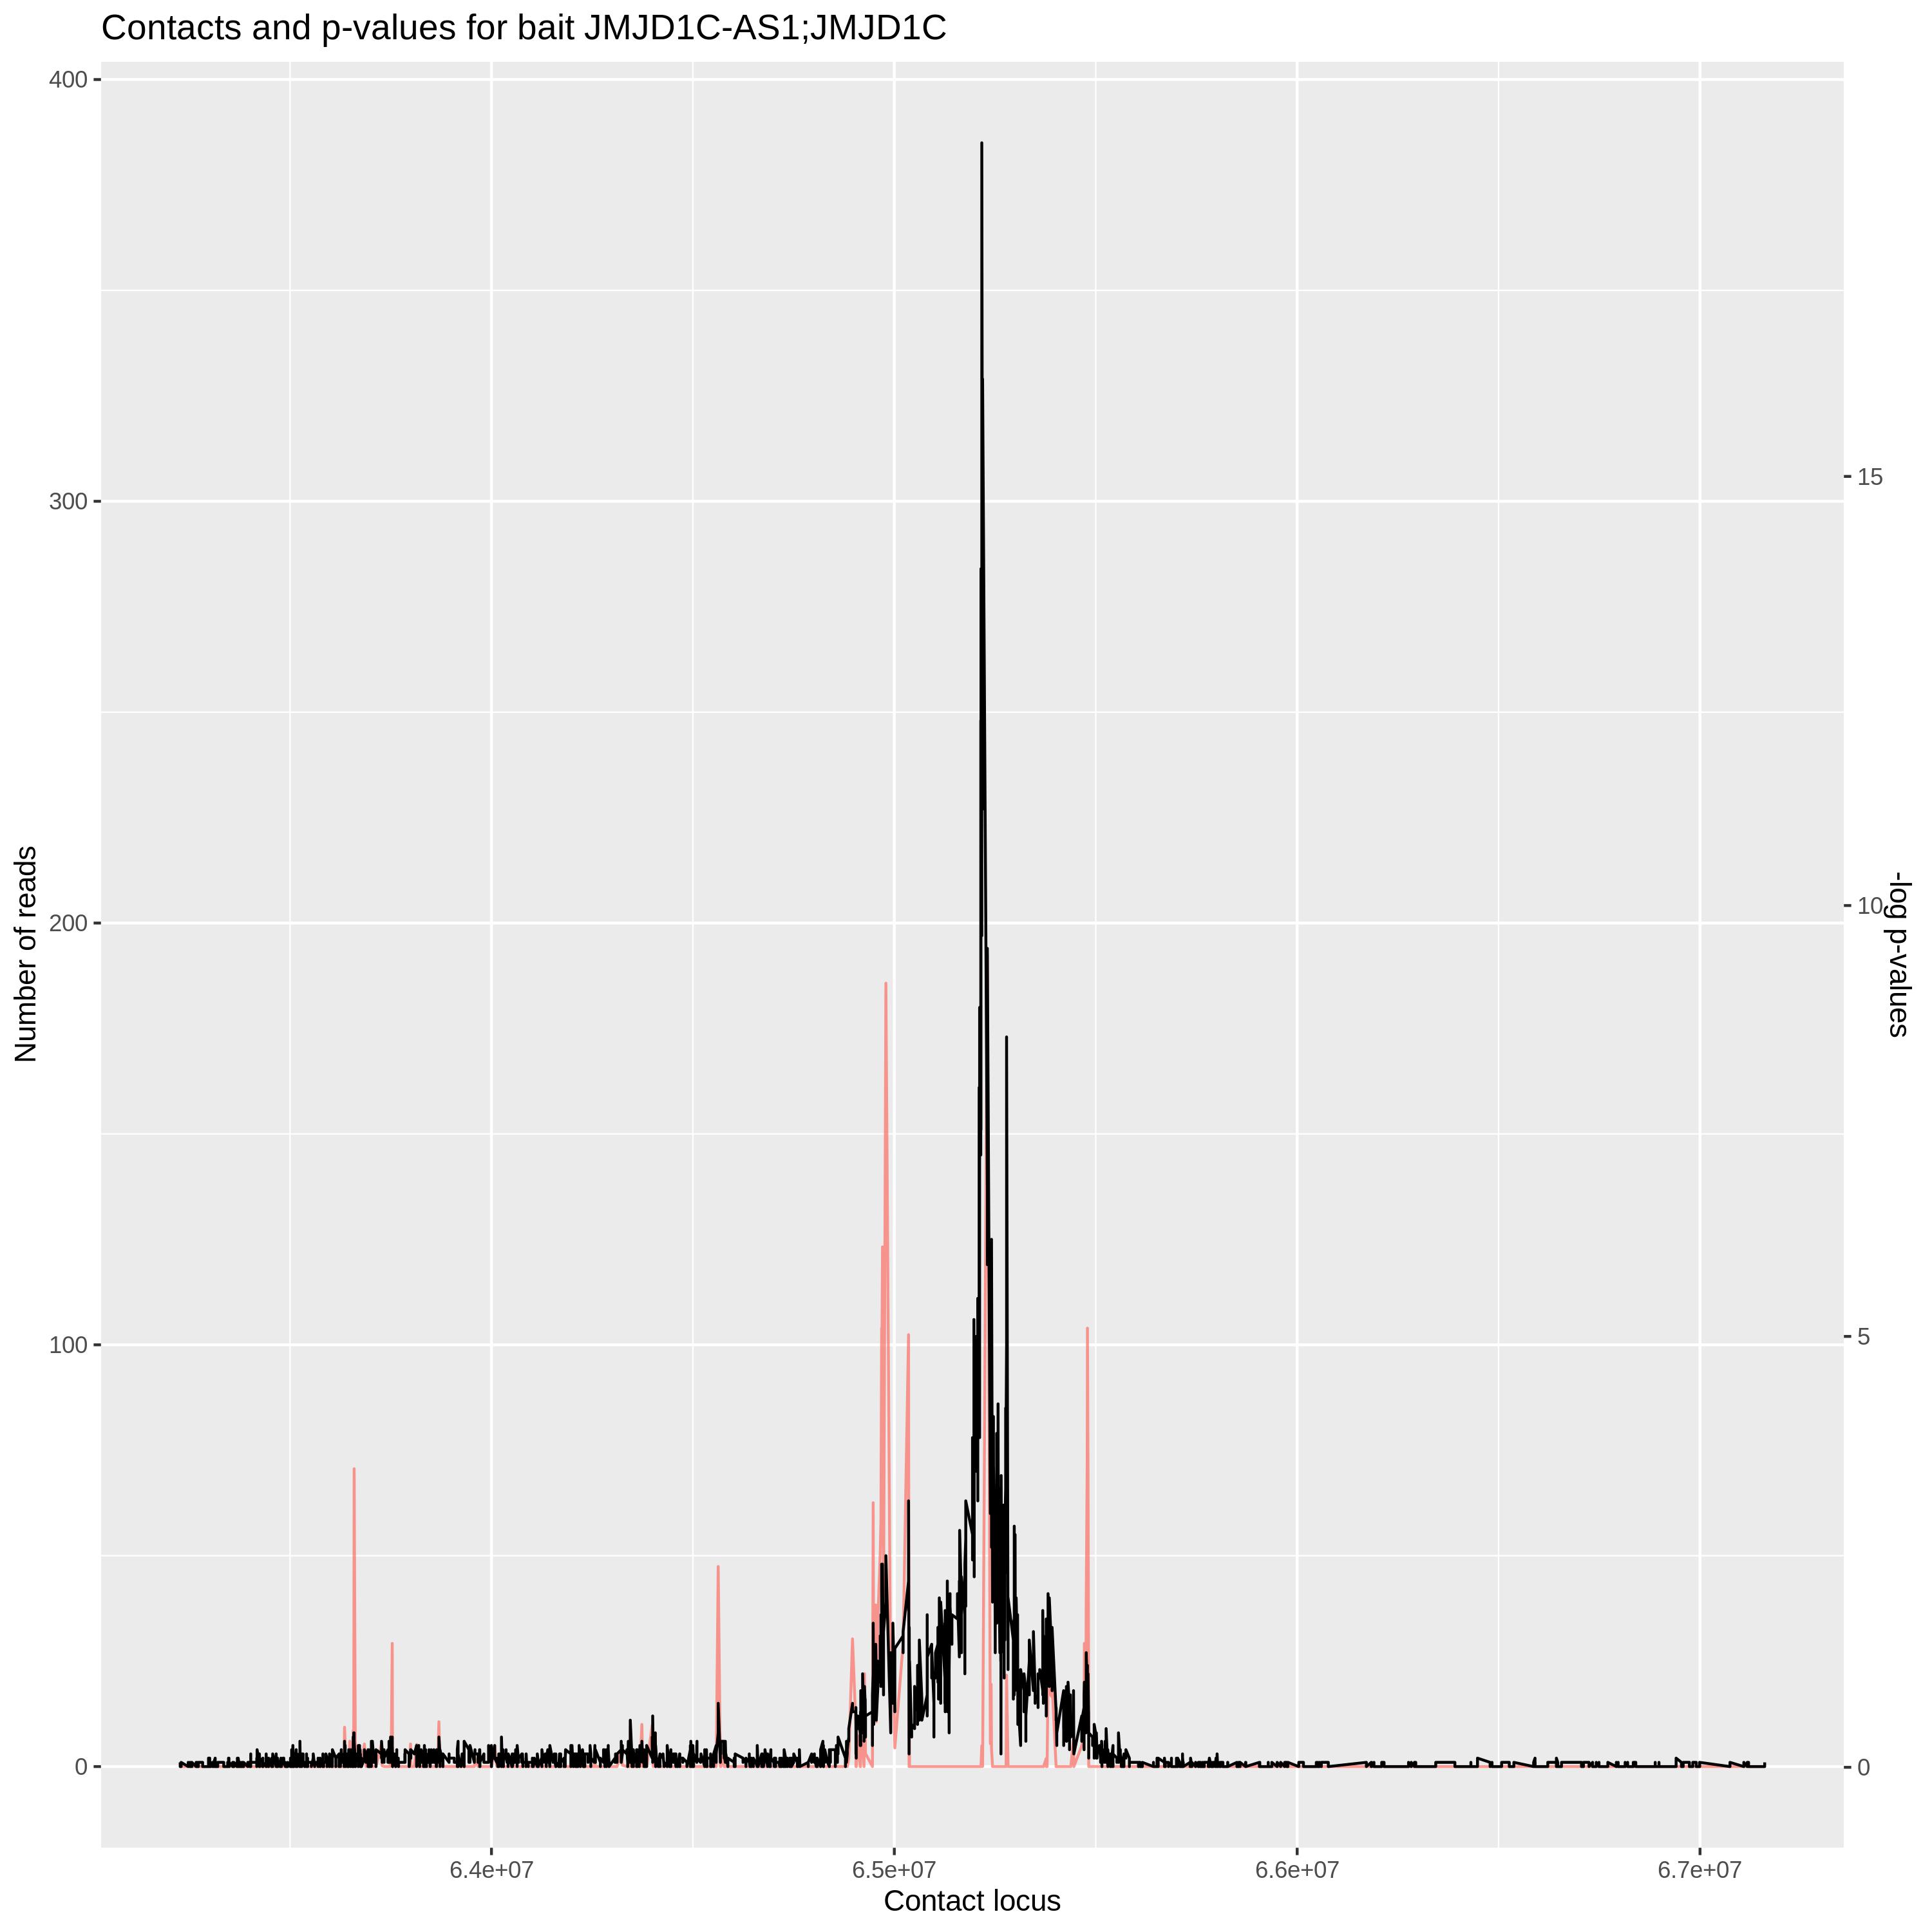 Contacts and p-values for bait JMJD1C-AS1;JMJD1C
400
300
200
100
0
Number of reads
15
10
5
0
-log p-values
6.4e+07 6.5e+07 6.6e+07 6.7e+07
Contact locus